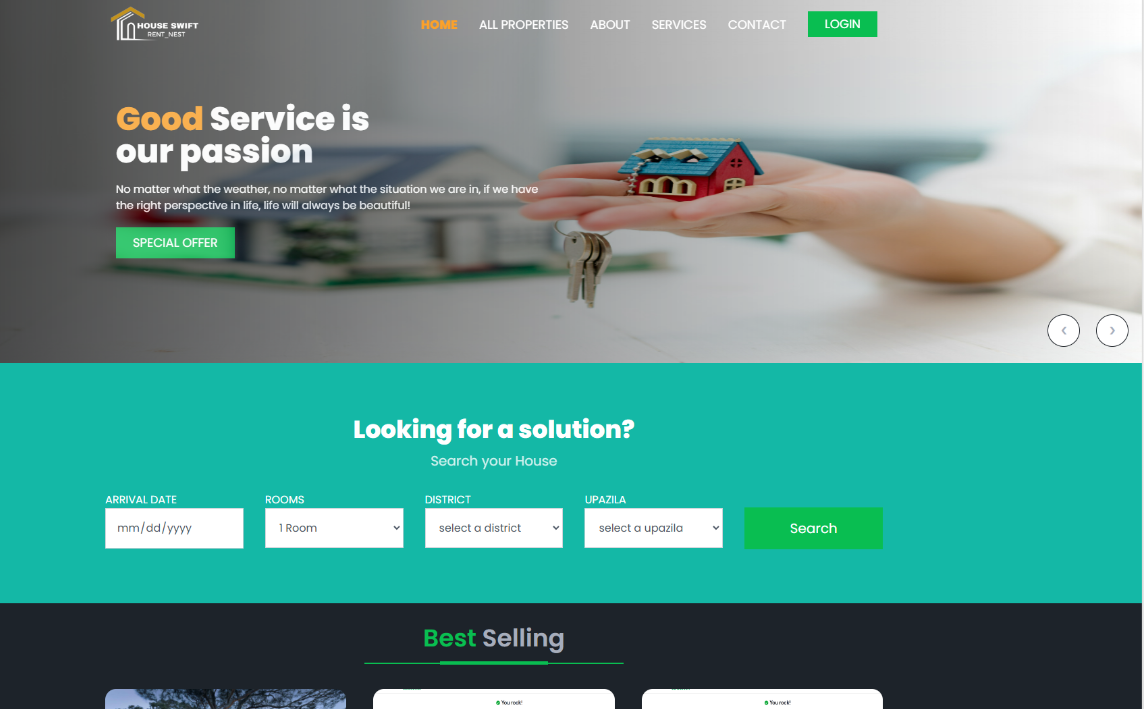 HOUSE SWIFT
RENT_NEST
HOME ALL PROPERTIES ABOUT SERVICES CONTACT LOGIN
Good Service is
our passion
No matter what the weather, no matter what the situation we are in, if we have
the right perspective in life, life will always be beautiful!
SPECIAL OFFER
Looking for a solution?
Search your House
ARRIVAL DATE ROOMS DISTRICT UPAZILA
mm/dd/yyyy 1 Room select a district select a upazila Search
Best Selling
You rock! You rock!